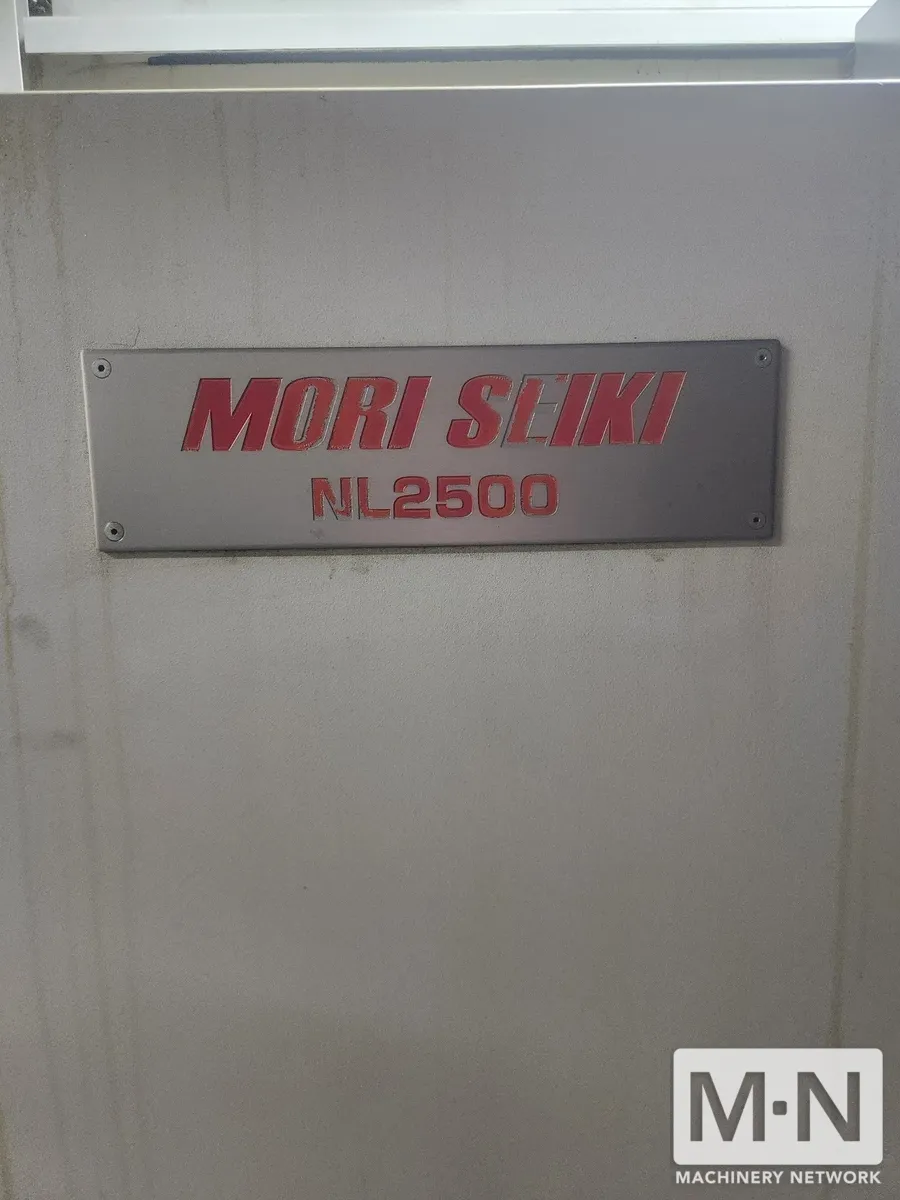 MORI SEIKI
NL2500
M·N
MACHINERY NETWORK